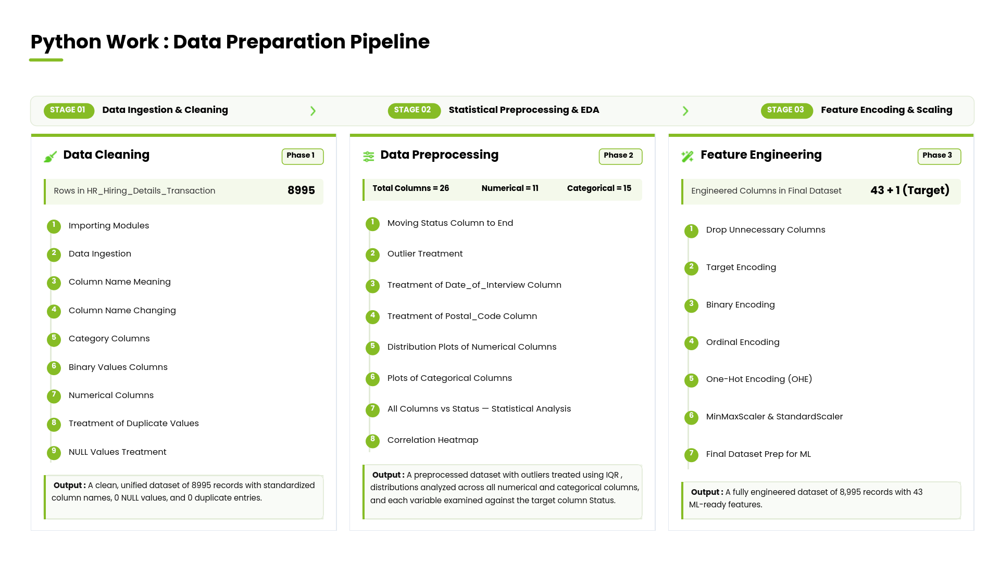 Python Work : Data Preparation Pipeline
STAGE 01 Data Ingestion & Cleaning
STAGE 02 Statistical Preprocessing & EDA
STAGE 03 Feature Encoding & Scaling
Data Cleaning
Phase 1
Rows in HR_Hiring_Details_Transaction 8995
1 Importing Modules
2 Data Ingestion
3 Column Name Meaning
4 Column Name Changing
5 Category Columns
6 Binary Values Columns
7 Numerical Columns
8 Treatment of Duplicate Values
9 NULL Values Treatment
Output : A clean, unified dataset of 8995 records with standardized
column names, 0 NULL values, and 0 duplicate entries.
Data Preprocessing
Phase 2
Total Columns = 26 Numerical = 11 Categorical = 15
1 Moving Status Column to End
2 Outlier Treatment
3 Treatment of Date_of_Interview Column
4 Treatment of Postal_Code Column
5 Distribution Plots of Numerical Columns
6 Plots of Categorical Columns
7 All Columns vs Status — Statistical Analysis
8 Correlation Heatmap
Output : A preprocessed dataset with outliers treated using IQR ,
distributions analyzed across all numerical and categorical columns,
and each variable examined against the target column Status.
Feature Engineering
Phase 3
Engineered Columns in Final Dataset 43 + 1 (Target)
1 Drop Unnecessary Columns
2 Target Encoding
3 Binary Encoding
4 Ordinal Encoding
5 One-Hot Encoding (OHE)
6 MinMaxScaler & StandardScaler
7 Final Dataset Prep for ML
Output : A fully engineered dataset of 8,995 records with 43
ML-ready features.